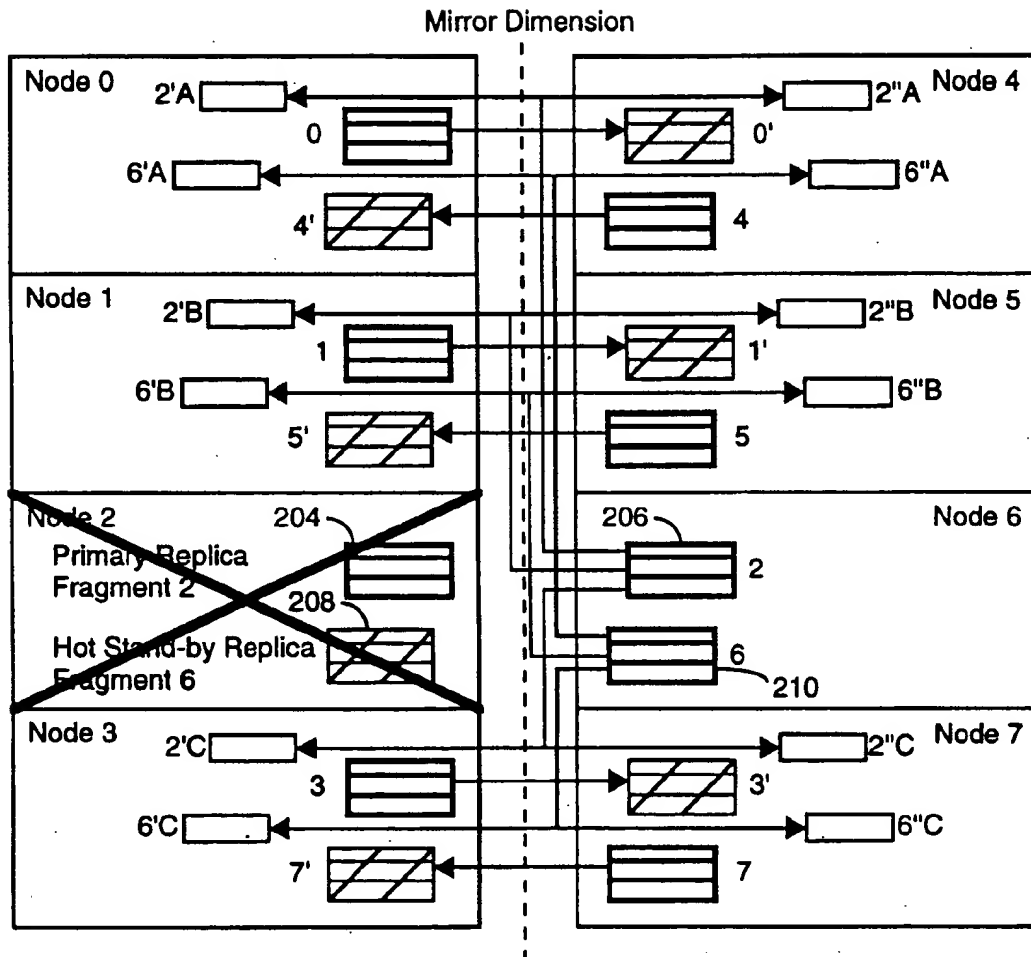 Mirror Dimension
Node 0
2'A
0
6'A
4'
Node 4
2"A
0'
6"A
4
Node 1
2'B
1
6'B
5'
Node 5
2"B
1'
6"B
5
Node 2
204
Primary Replica
Fragment 2
208
Hot Stand-by Replica
Fragment 6
Node 6
206
2
6
210
Node 3
2'C
3
6'C
7'
Node 7
2"C
3'
6"C
7